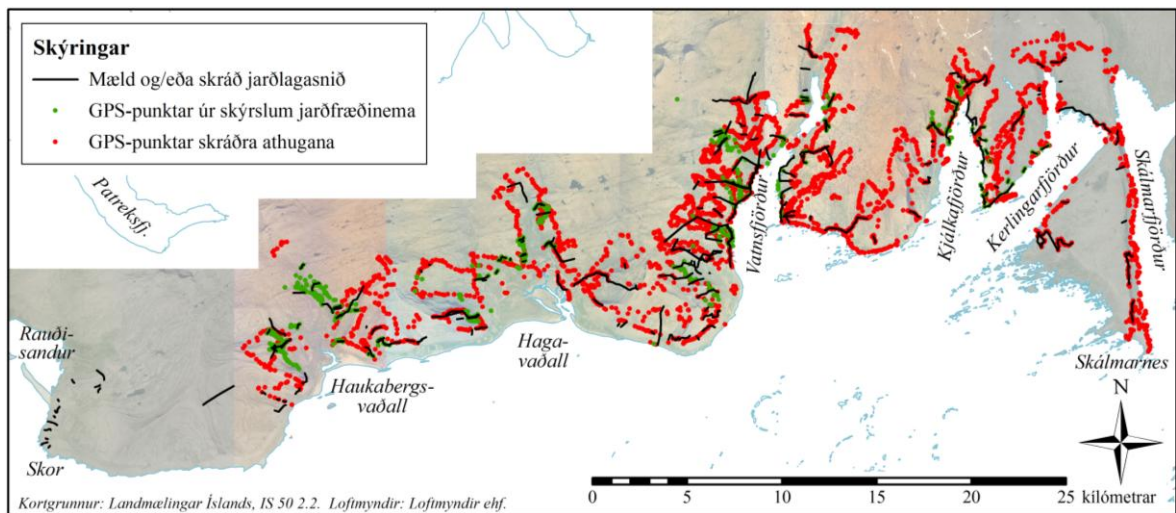 Skýringar
Mæld og/eða skráð jarðlagasnið
GPS-punktar úr skýrslum jarðfræðinema
GPS-punktar skráðra athugana
Patreksfj.
Vatnsfjörður
Kjálkafjörður
Kerlingarfjörður
Skálmarfjörður
Rauði-
sandur
Haga-
vaðall
Skálmarnes
Haukabergs-
vaðall
N
Skor
0 5 10 15 20 25
kílómetrar
Kortgrunnur: Landmælingar Íslands, IS 50 2.2. Loftmyndir: Loftmyndir ehf.